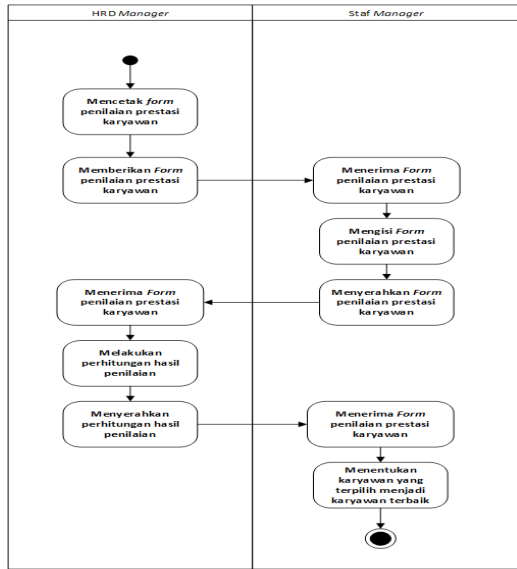 HRD Manager
Staf Manager
Mencetak form
penilaian prestasi
karyawan
Memberikan Form
penilaian prestasi
karyawan
Menerima Form
penilaian prestasi
karyawan
Mengisi Form
penilaian prestasi
karyawan
Menyerahkan Form
penilaian prestasi
karyawan
Menerima Form
penilaian prestasi
karyawan
Melakukan
perhitungan hasil
penilaian
Menyerahkan
perhitungan hasil
penilaian
Menerima Form
penilaian prestasi
karyawan
Menentukan
karyawan yang
terpilih menjadi
karyawan terbaik